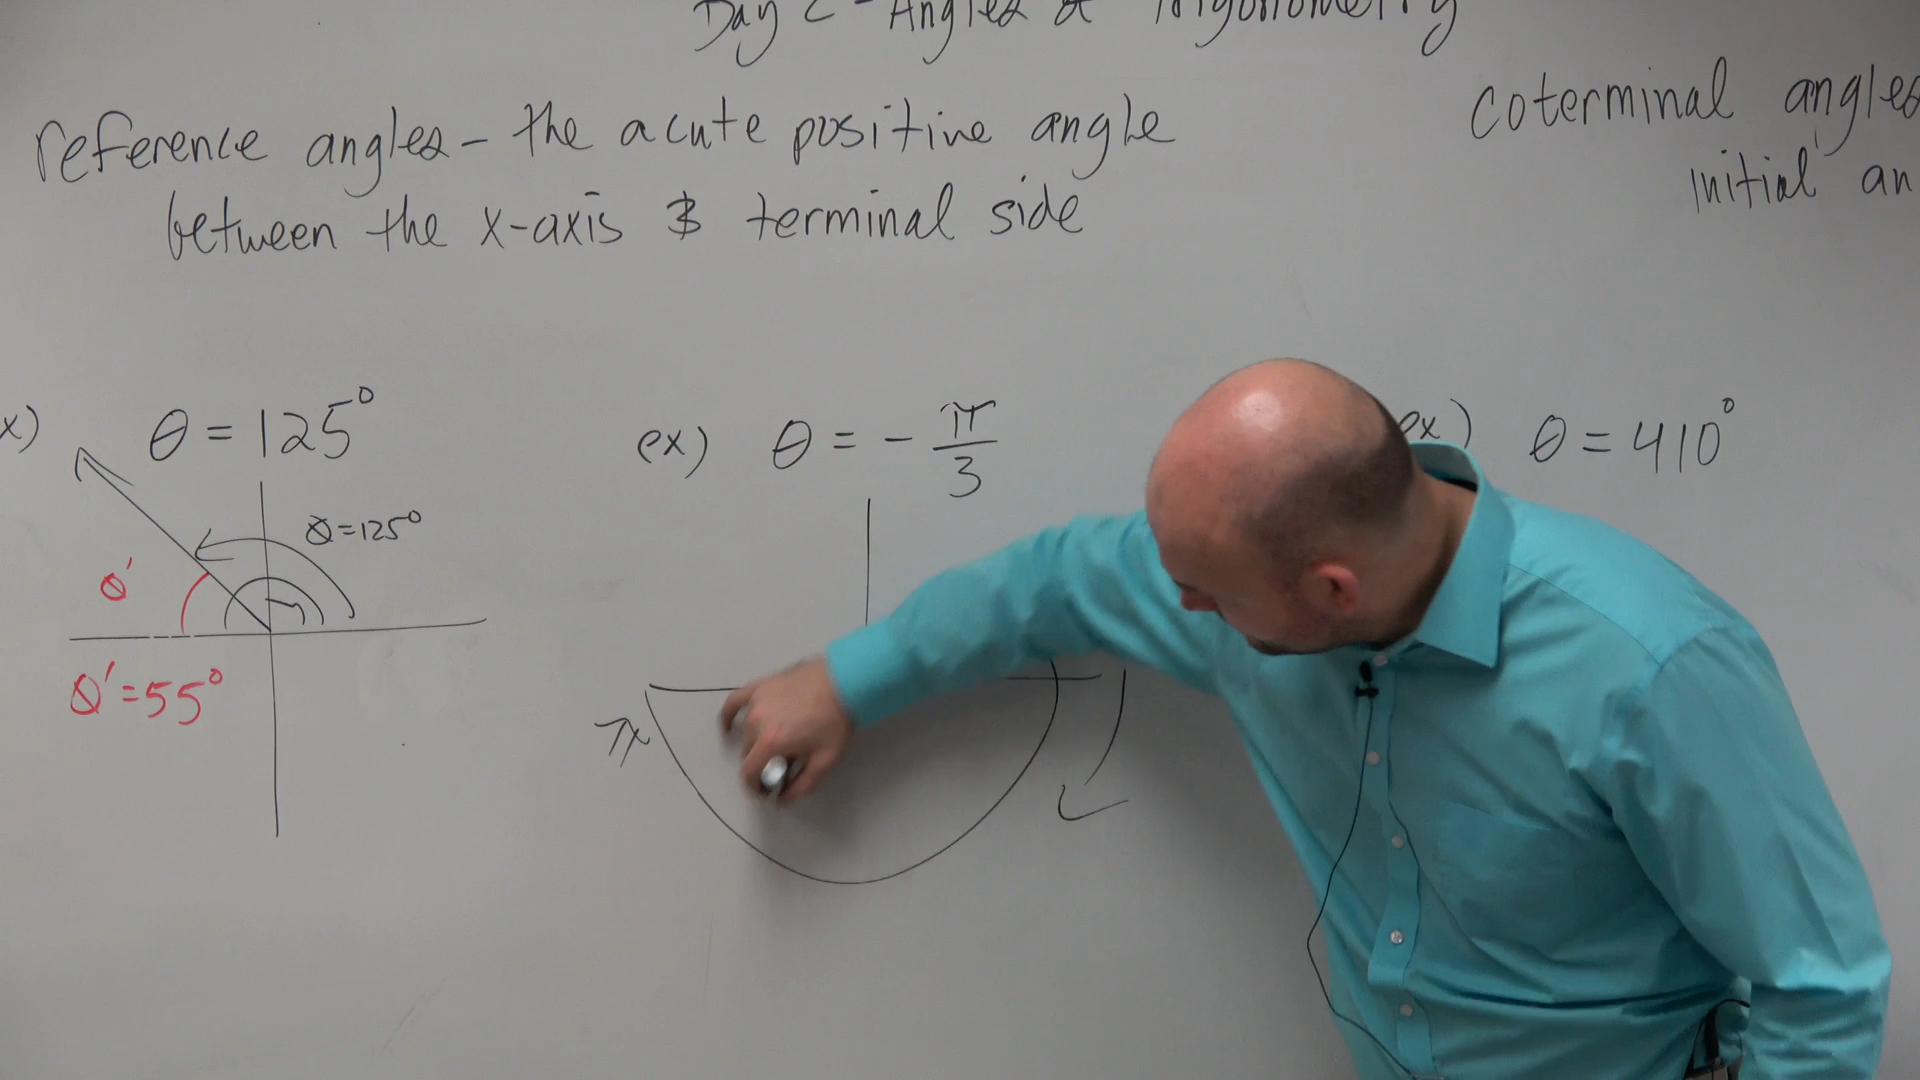 Day 2 - Angles & Trigonometry
reference angles - the acute positive angle
between the x-axis & terminal side
coterminal angles
initial an
x) θ = 125°
θ = 125°
θ'
θ' = 55°
ex) θ = - π/3
π
ex) θ = 410°